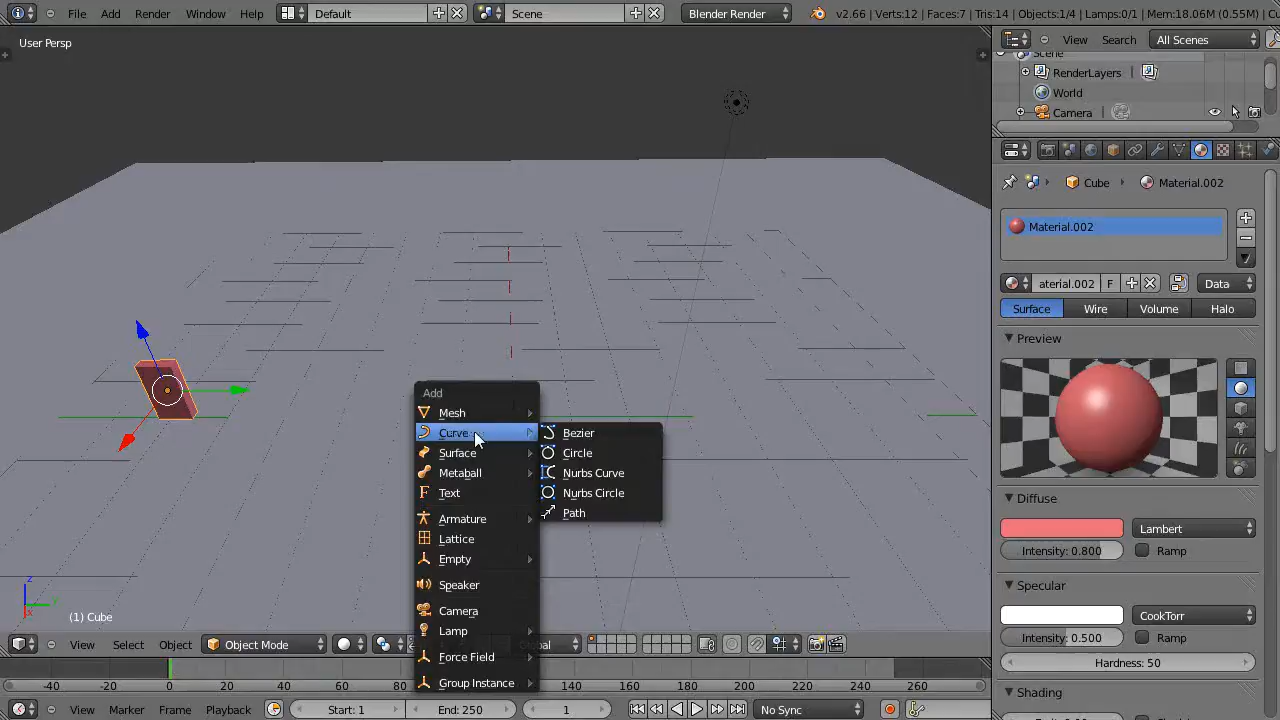 File Add Render Window Help Default Scene Blender Render v2.66 | Verts:12 | Faces:7 | Tris:14 | Objects:1/4 | Lamps:0/1 | Mem:18.06M (0.55M) | Cu
User Persp
View Search All Scenes
Scene
RenderLayers
World
Camera
Cube Material.002
Material.002
aterial.002 F Data
Surface Wire Volume Halo
Preview
Add
Mesh
Curve
Surface
Metaball
Text
Armature
Lattice
Empty
Speaker
Camera
Lamp
Force Field
Group Instance
Bezier
Circle
Nurbs Curve
Nurbs Circle
Path
Diffuse
Lambert
Intensity: 0.800 Ramp
Specular
CookTorr
Intensity: 0.500 Ramp
Hardness: 50
Shading
z
y
x
(1) Cube
View Select Object Object Mode Global
-40 -20 0 20 40 60 80 140 160 180 200 220 240 260 280
View Marker Frame Playback Start: 1 End: 250 1 No Sync